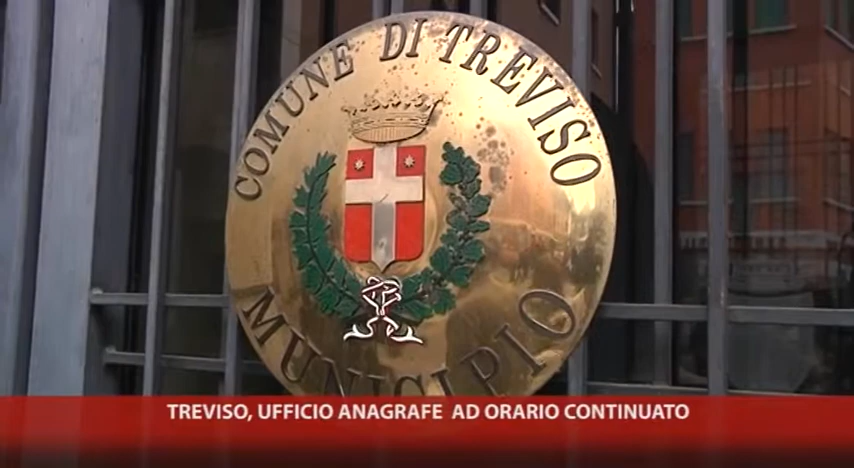 COMUNE DI TREVISO
MUNICIPIO
TREVISO, UFFICIO ANAGRAFE AD ORARIO CONTINUATO